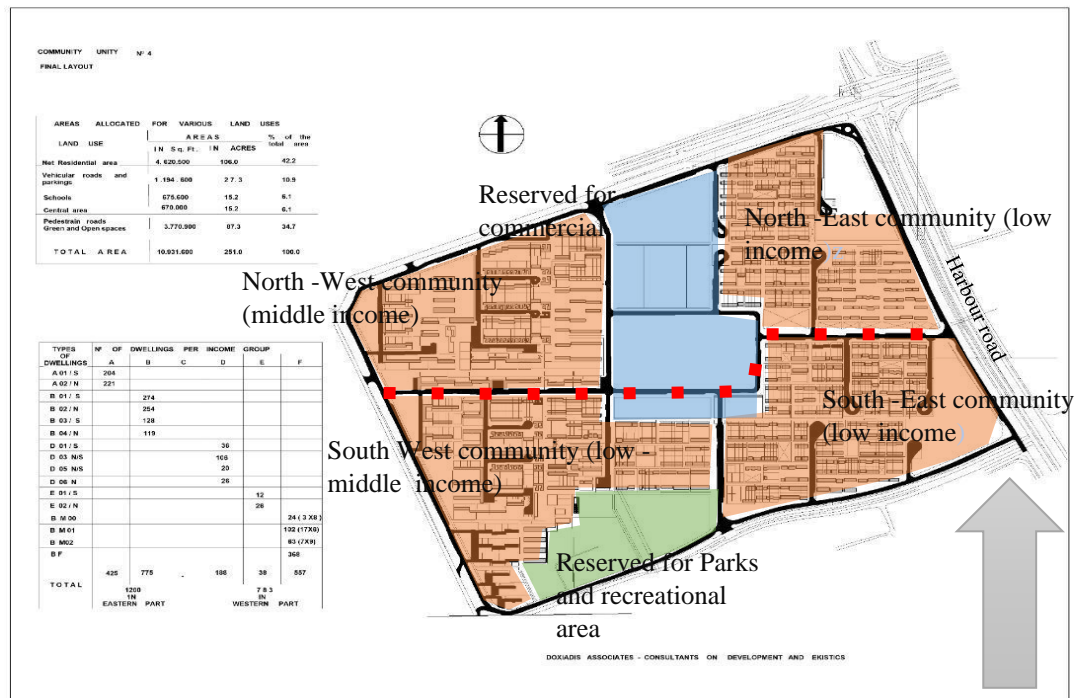 COMMUNITY UNITY Nº 4
FINAL LAYOUT
AREAS ALLOCATED FOR VARIOUS LAND USES
LAND USE AREAS % of the total area
IN Sq. Ft. IN ACRES
Net Residential area 4. 620.500 106.0 42.2
Vehicular roads and parkings 1.194.600 27.3 10.9
Schools 675.600 15.2 6.1
Central area 670.000 15.2 6.1
Pedestrain roads
Green and Open spaces 3.770.900 87.3 34.7
TOTAL AREA 10.931.600 251.0 100.0
TYPES OF DWELLINGS Nº OF DWELLINGS PER INCOME GROUP
A B C D E F
A 01 / S 204
A 02 / N 221
B 01 / S 274
B 02 / N 254
B 03 / S 128
B 04 / N 119
D 01 / S 36
D 03 N/S 106
D 05 N/S 20
D 06 N 26
E 01 / S 12
E 02 / N 26
B M 00 24 ( 3 X8 )
B M 01 102 (17X6)
B M02 63 (7X9)
B F 368
TOTAL 425 775 - 188 38 557
1200 783
IN IN
EASTERN PART WESTERN PART
Reserved for
commercial
North -East community (low
income)
North -West community
(middle income)
Harbour road
South -East community
(low income)
South West community (low -
middle income)
Reserved for Parks
and recreational
area
DOXIADIS ASSOCIATES – CONSULTANTS ON DEVELOPMENT AND EKISTICS